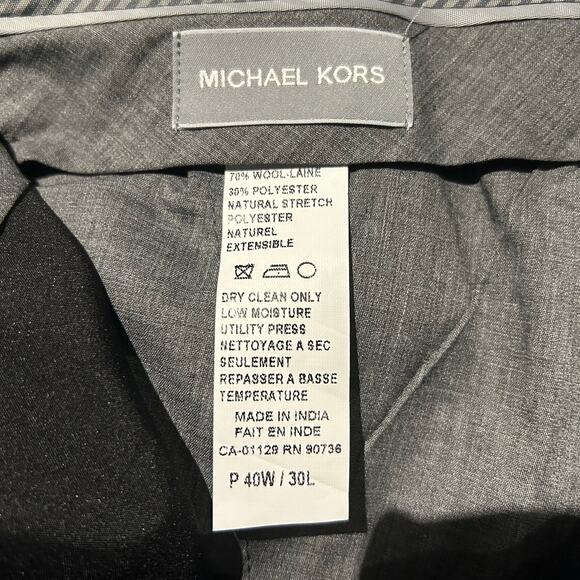 MICHAEL KORS
70% WOOL-LAINE
30% POLYESTER
NATURAL STRETCH
POLYESTER
NATUREL
EXTENSIBLE
DRY CLEAN ONLY
LOW MOISTURE
UTILITY PRESS
NETTOYAGE A SEC
SEULEMENT
REPASSER A BASSE
TEMPERATURE
MADE IN INDIA
FAIT EN INDE
CA-01129 RN 90736
P 40W / 30L